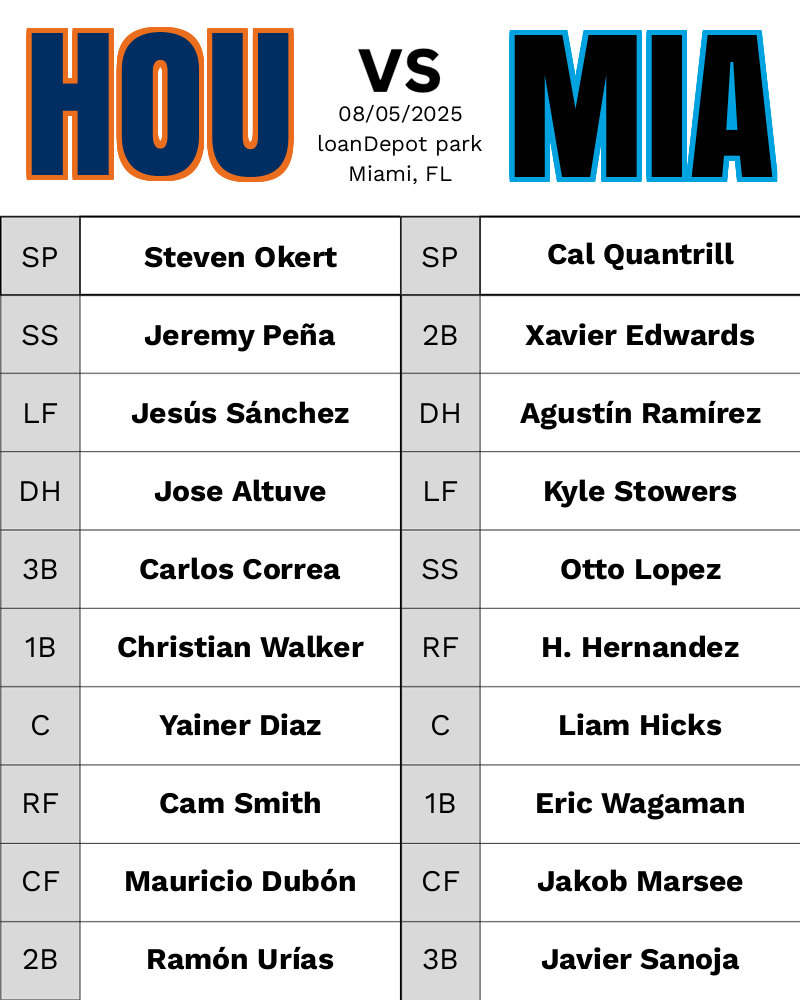 HOU
VS
08/05/2025
loanDepot park
Miami, FL
MIA
SP Steven Okert SP Cal Quantrill
SS Jeremy Peña 2B Xavier Edwards
LF Jesús Sánchez DH Agustín Ramírez
DH Jose Altuve LF Kyle Stowers
3B Carlos Correa SS Otto Lopez
1B Christian Walker RF H. Hernandez
C Yainer Diaz C Liam Hicks
RF Cam Smith 1B Eric Wagaman
CF Mauricio Dubón CF Jakob Marsee
2B Ramón Urías 3B Javier Sanoja